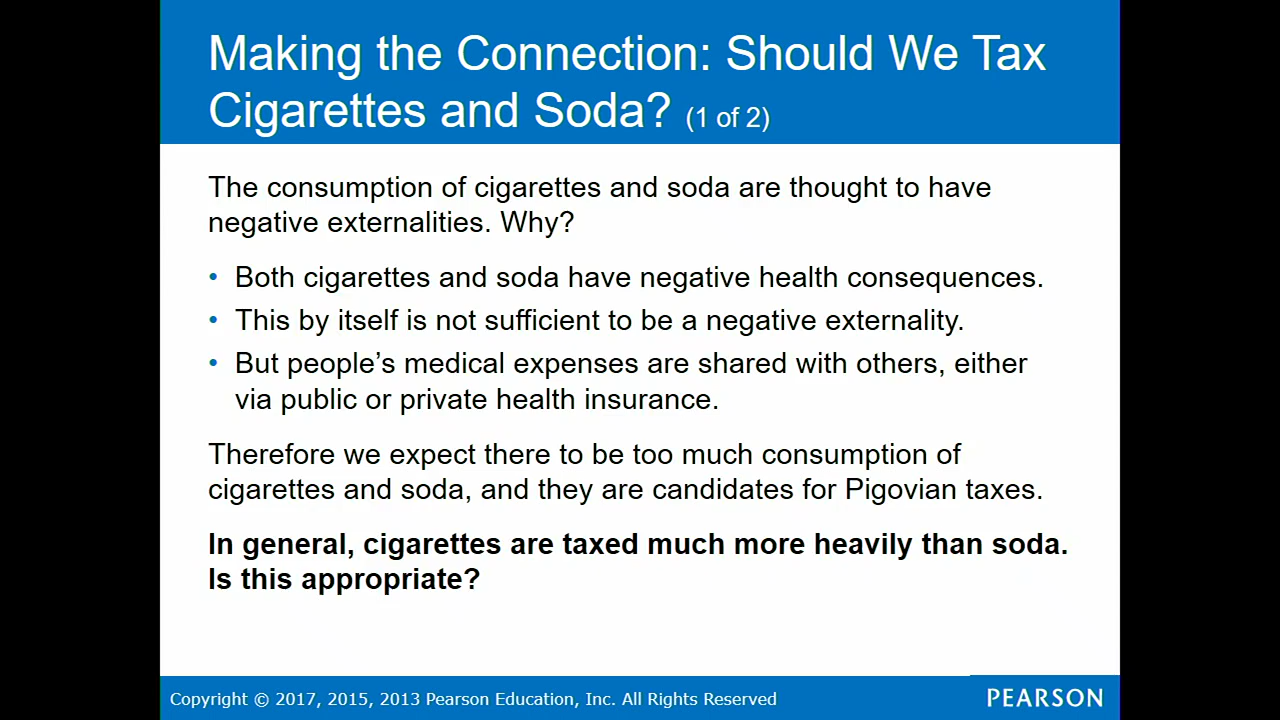 Making the Connection: Should We Tax
Cigarettes and Soda? (1 of 2)
The consumption of cigarettes and soda are thought to have
negative externalities. Why?
• Both cigarettes and soda have negative health consequences.
• This by itself is not sufficient to be a negative externality.
• But people’s medical expenses are shared with others, either
via public or private health insurance.
Therefore we expect there to be too much consumption of
cigarettes and soda, and they are candidates for Pigovian taxes.
In general, cigarettes are taxed much more heavily than soda.
Is this appropriate?
Copyright © 2017, 2015, 2013 Pearson Education, Inc. All Rights Reserved
PEARSON